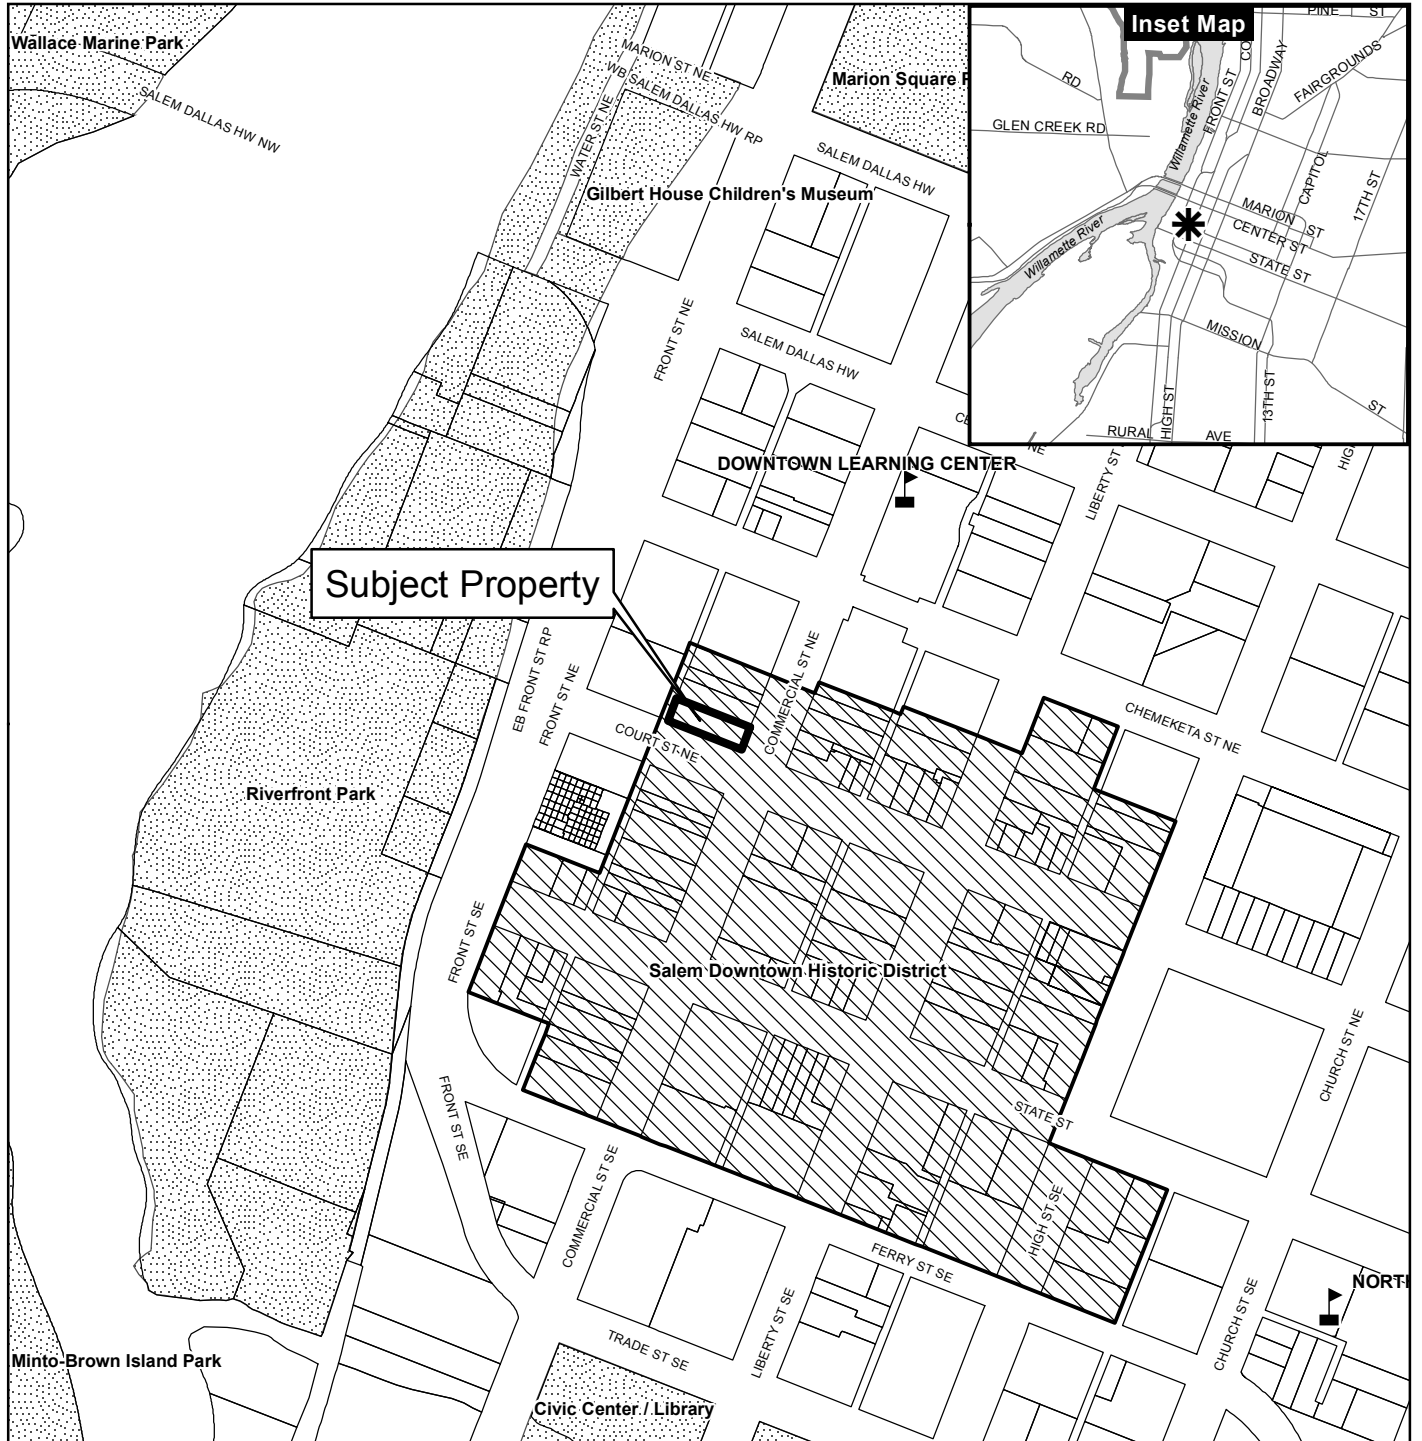 Wallace Marine Park
SALEM DALLAS HW NW
MARION ST NE
WB SALEM DALLAS HW RP
WATER ST NE
Marion Square
SALEM DALLAS HW
Gilbert House Children's Museum
FRONT ST NE
SALEM DALLAS HW
DOWNTOWN LEARNING CENTER
NE
LIBERTY ST
Inset Map
PINE ST
RD
GLEN CREEK RD
Willamette River
FRONT ST
BROADWAY
FAIRGROUNDS
CAPITOL
17TH ST
MARION ST
CENTER ST
STATE ST
Willamette River
MISSION
ST
HIGH ST
13TH ST
RURAL AVE
Subject Property
EB FRONT ST RP
FRONT ST NE
COURT ST NE
COMMERCIAL ST NE
CHEMEKETA ST NE
Riverfront Park
FRONT ST SE
Salem Downtown Historic District
CHURCH ST NE
STATE ST
FRONT ST SE
COMMERCIAL ST SE
HIGH ST SE
FERRY ST SE
LIBERTY ST SE
TRADE ST SE
CHURCH ST SE
Minto-Brown Island Park
Civic Center / Library